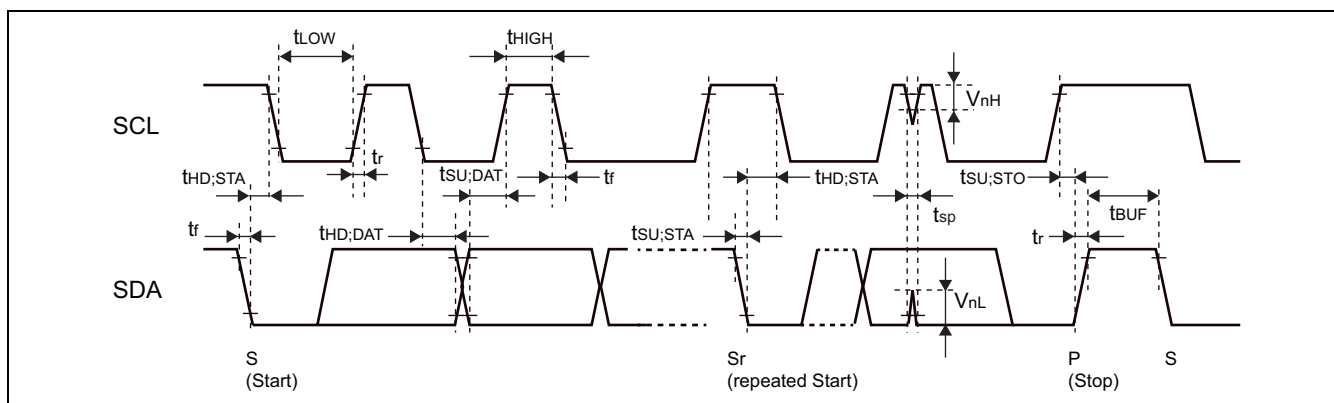 tLOW
tHIGH
VnH
SCL
tHD;STA
tr
tSU;DAT
tf
tHD;STA
tSU;STO
tsp
tBUF
tf
tHD;DAT
tSU;STA
tr
SDA
VnL
S
(Start)
Sr
(repeated Start)
P
(Stop)
S